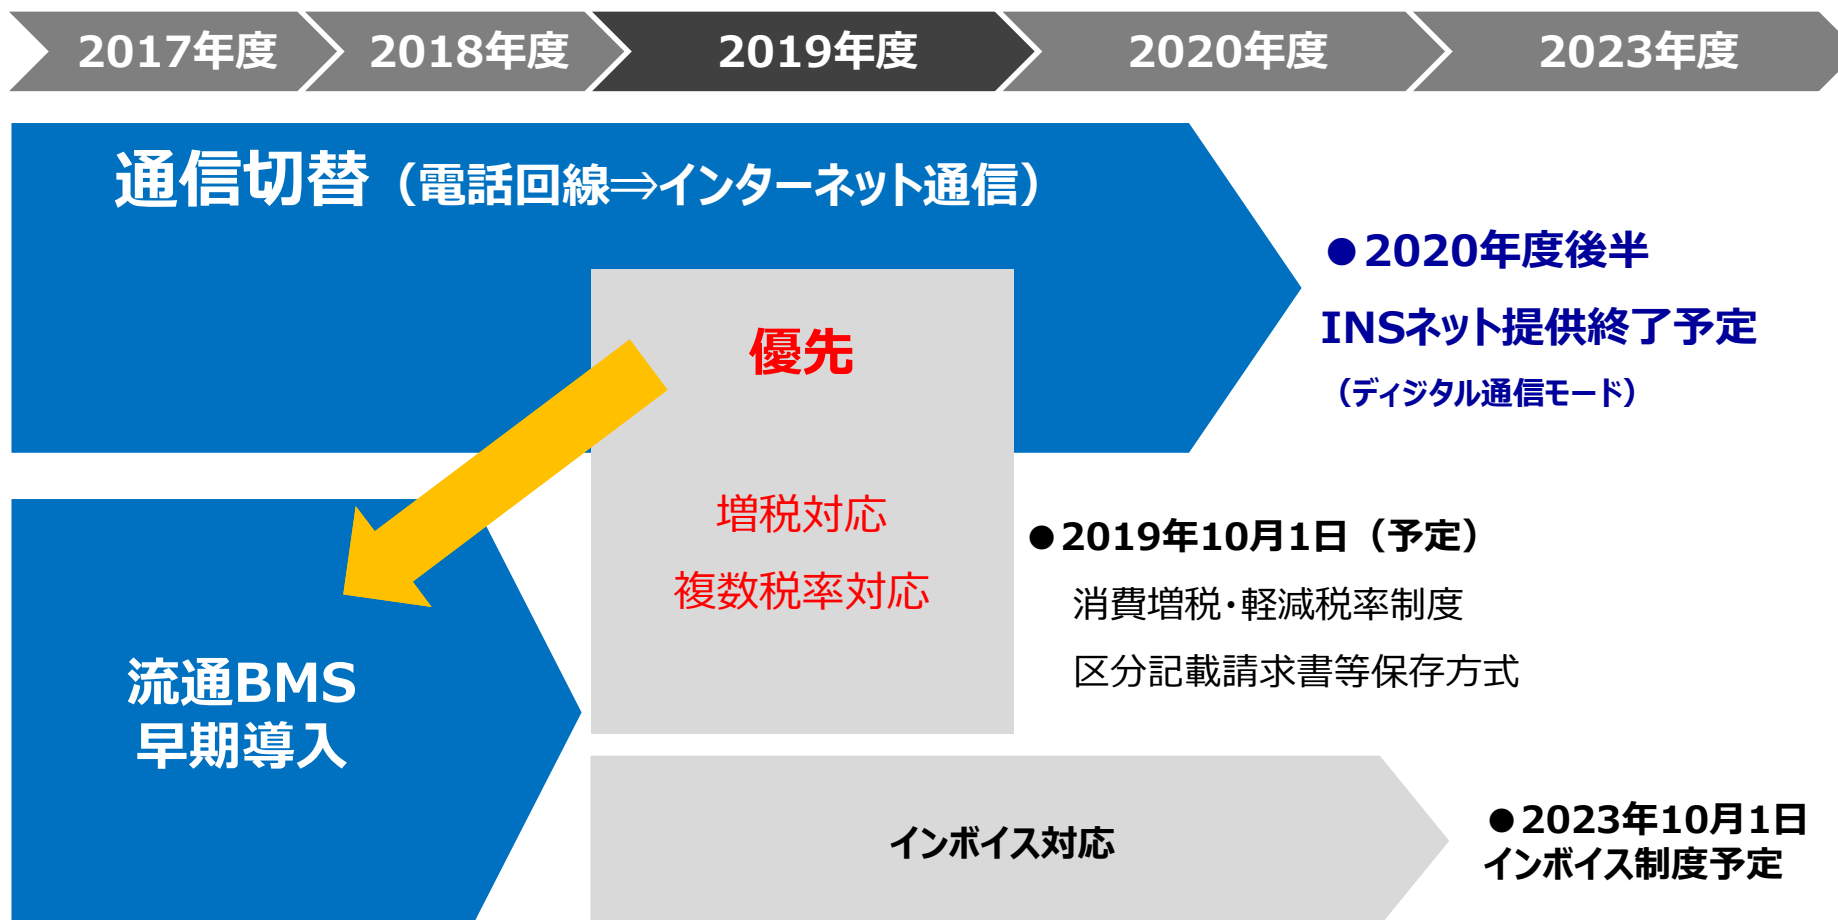 2017年度
2018年度
2019年度
2020年度
2023年度
通信切替（電話回線⇒インターネット通信）
●2020年度後半
INSネット提供終了予定
（ディジタル通信モード）
優先
増税対応
複数税率対応
●2019年10月1日（予定）
消費増税・軽減税率制度
区分記載請求書等保存方式
流通BMS
早期導入
インボイス対応
●2023年10月1日
インボイス制度予定